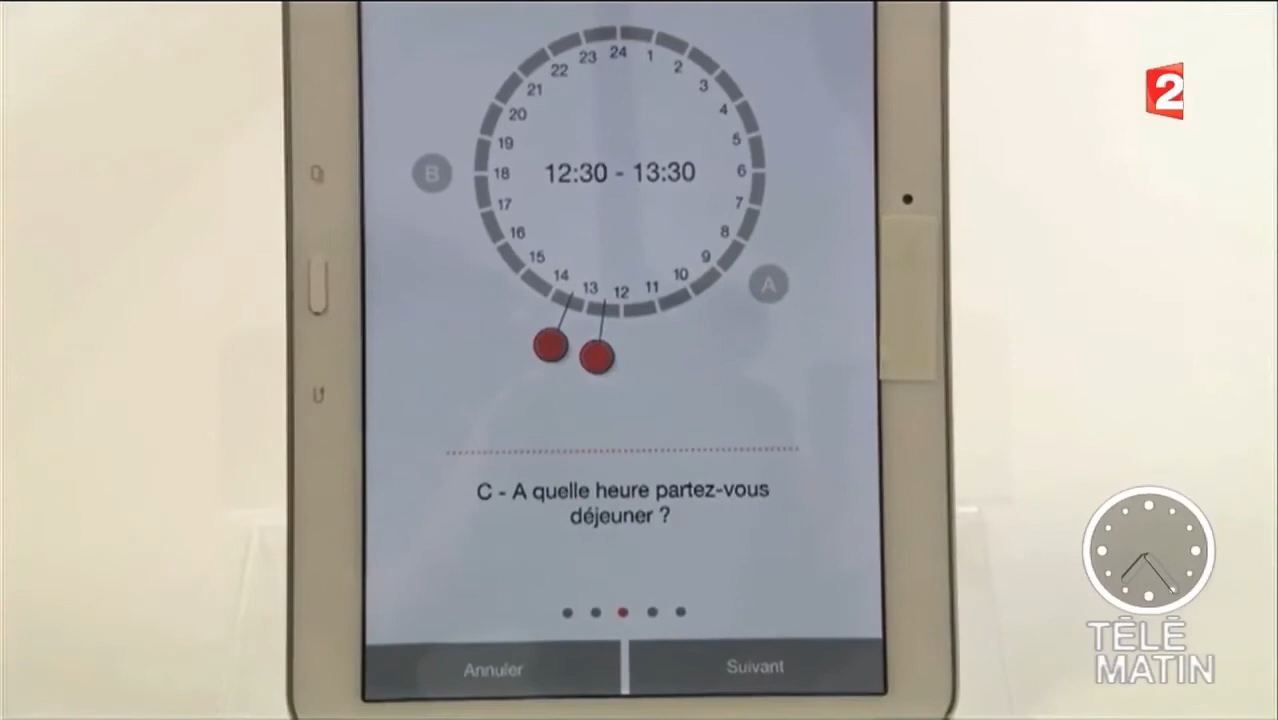 24
1
2
3
4
5
6
7
8
9
10
11
12
13
14
15
16
17
18
19
20
21
22
23
12:30 - 13:30
B
A
C - A quelle heure partez-vous
déjeuner ?
Annuler
Suivant
2
TÉLÉ
MATIN